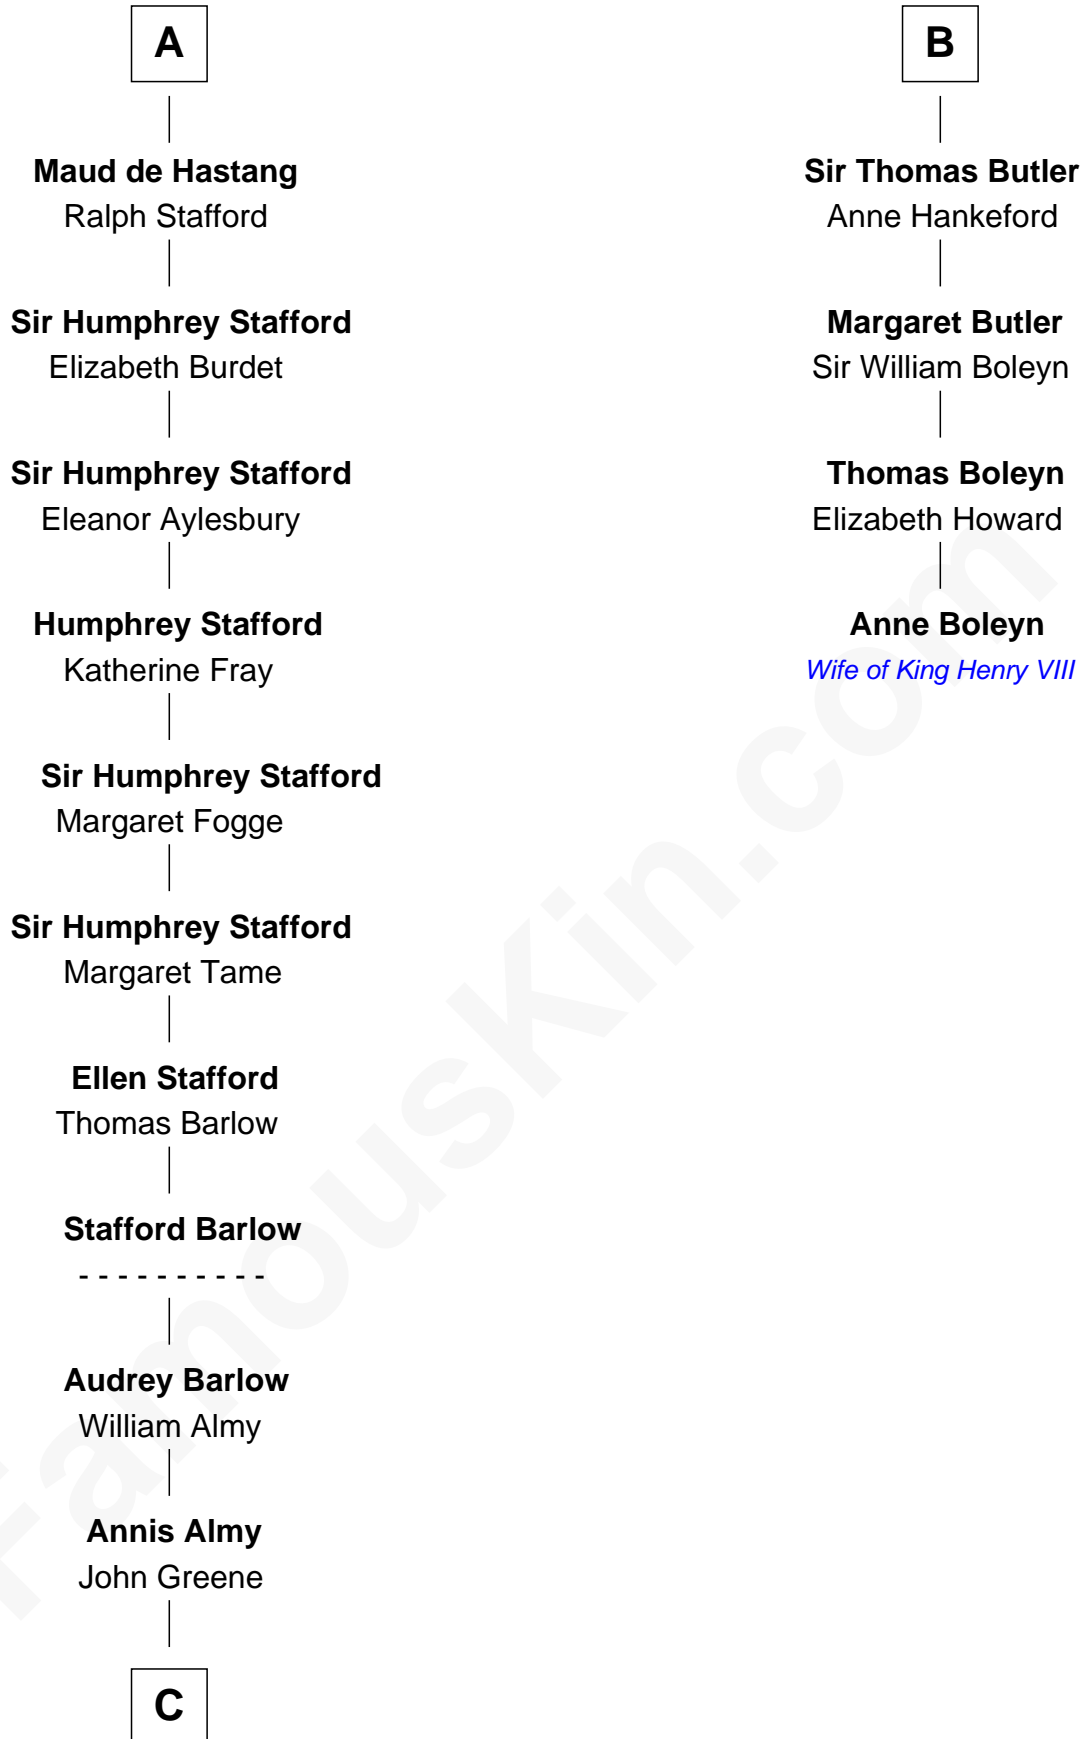 A
Maud de Hastang
Ralph Stafford
Sir Humphrey Stafford
Elizabeth Burdet
Sir Humphrey Stafford
Eleanor Aylesbury
Humphrey Stafford
Katherine Fray
Sir Humphrey Stafford
Margaret Fogge
Sir Humphrey Stafford
Margaret Tame
Ellen Stafford
Thomas Barlow
Stafford Barlow
- - - - - - - - - -
Audrey Barlow
William Almy
Annis Almy
John Greene
C
B
Sir Thomas Butler
Anne Hankeford
Margaret Butler
Sir William Boleyn
Thomas Boleyn
Elizabeth Howard
Anne Boleyn
Wife of King Henry VIII
FamousKin.com